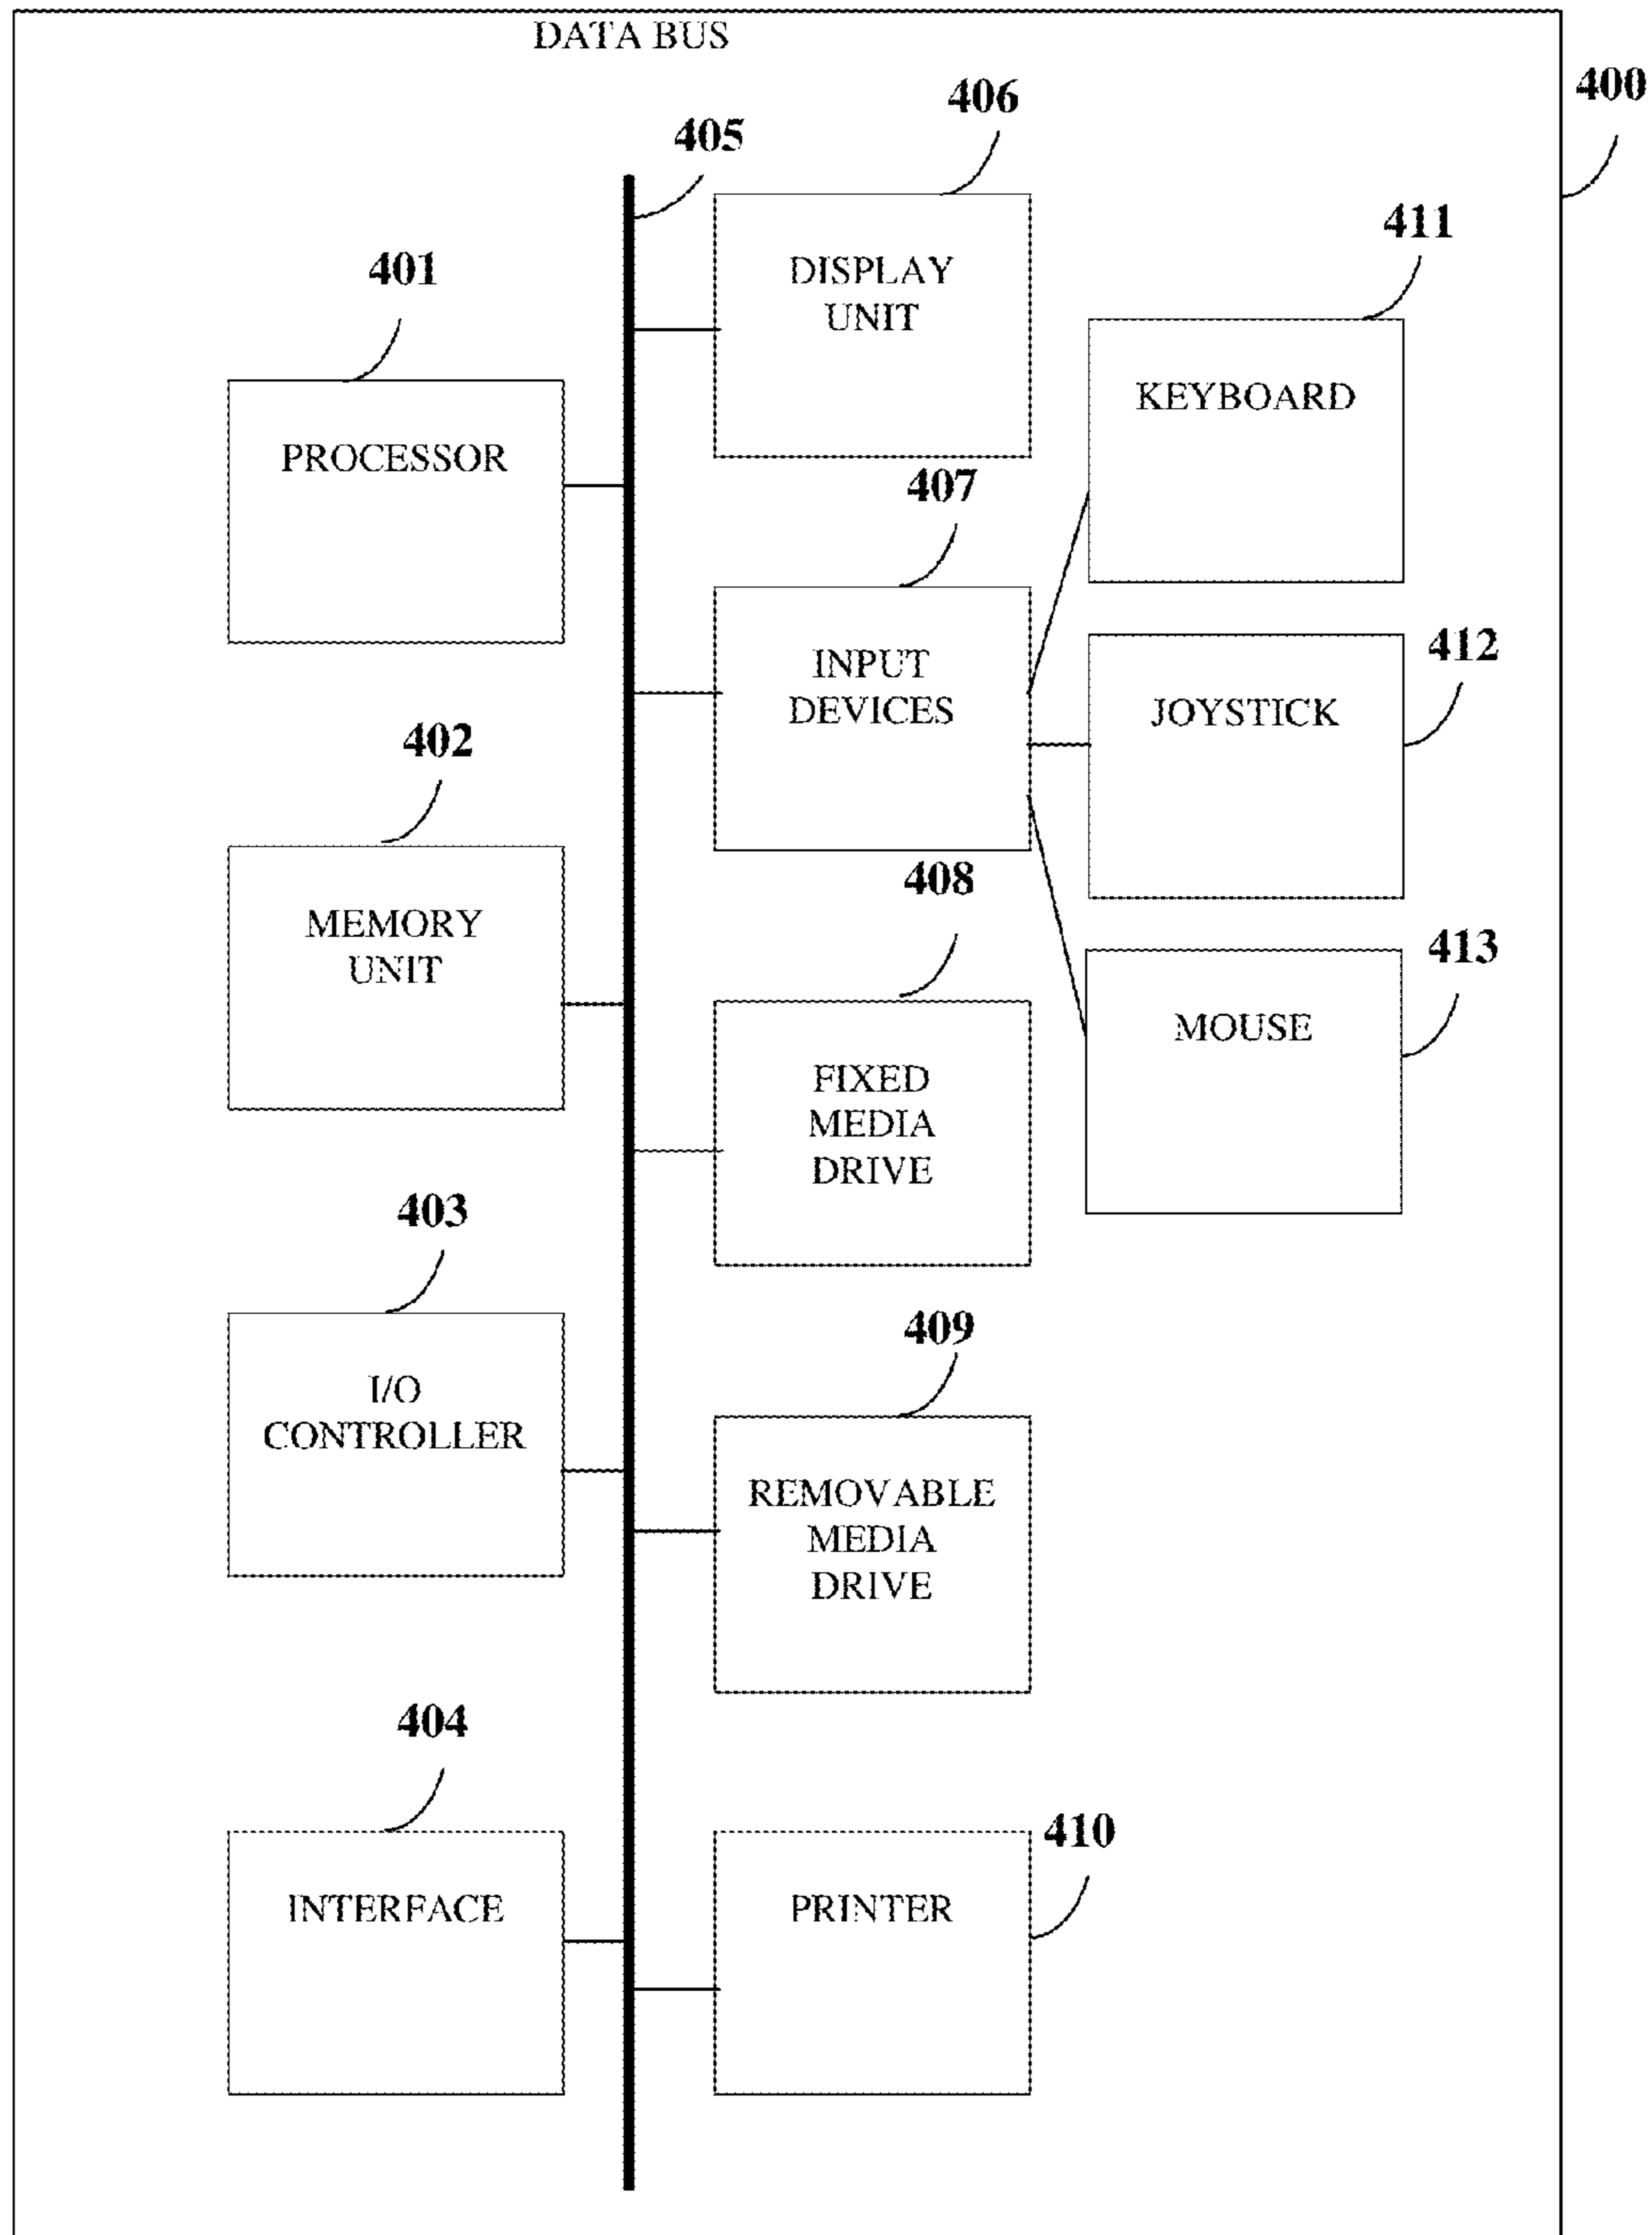 DATA BUS
400
406
405
411
401
DISPLAY
UNIT
KEYBOARD
PROCESSOR
407
412
INPUT
DEVICES
JOYSTICK
402
408
MEMORY
UNIT
413
MOUSE
FIXED
MEDIA
DRIVE
403
409
I/O
CONTROLLER
REMOVABLE
MEDIA
DRIVE
404
410
INTERFACE
PRINTER